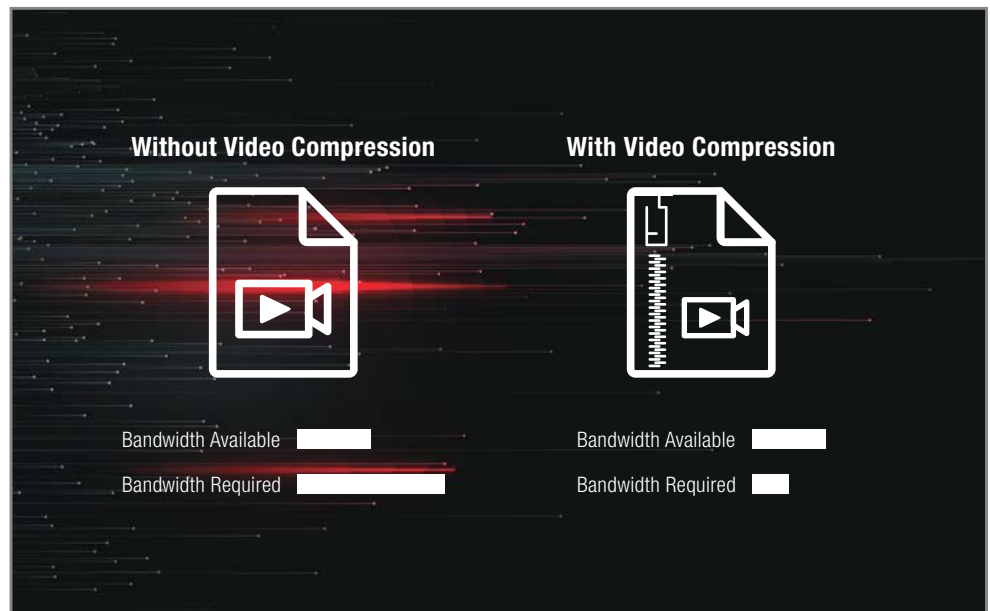 Without Video Compression
With Video Compression
Bandwidth Available
Bandwidth Required
Bandwidth Available
Bandwidth Required